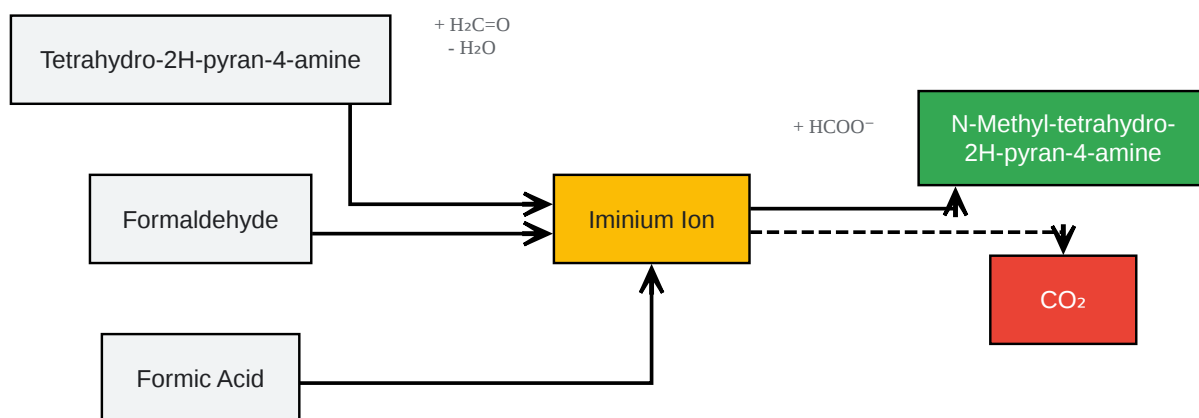 + H₂C=O
- H₂O
Tetrahydro-2H-pyran-4-amine
+ HCOO⁻
N-Methyl-tetrahydro-
2H-pyran-4-amine
Formaldehyde
Iminium Ion
CO₂
Formic Acid